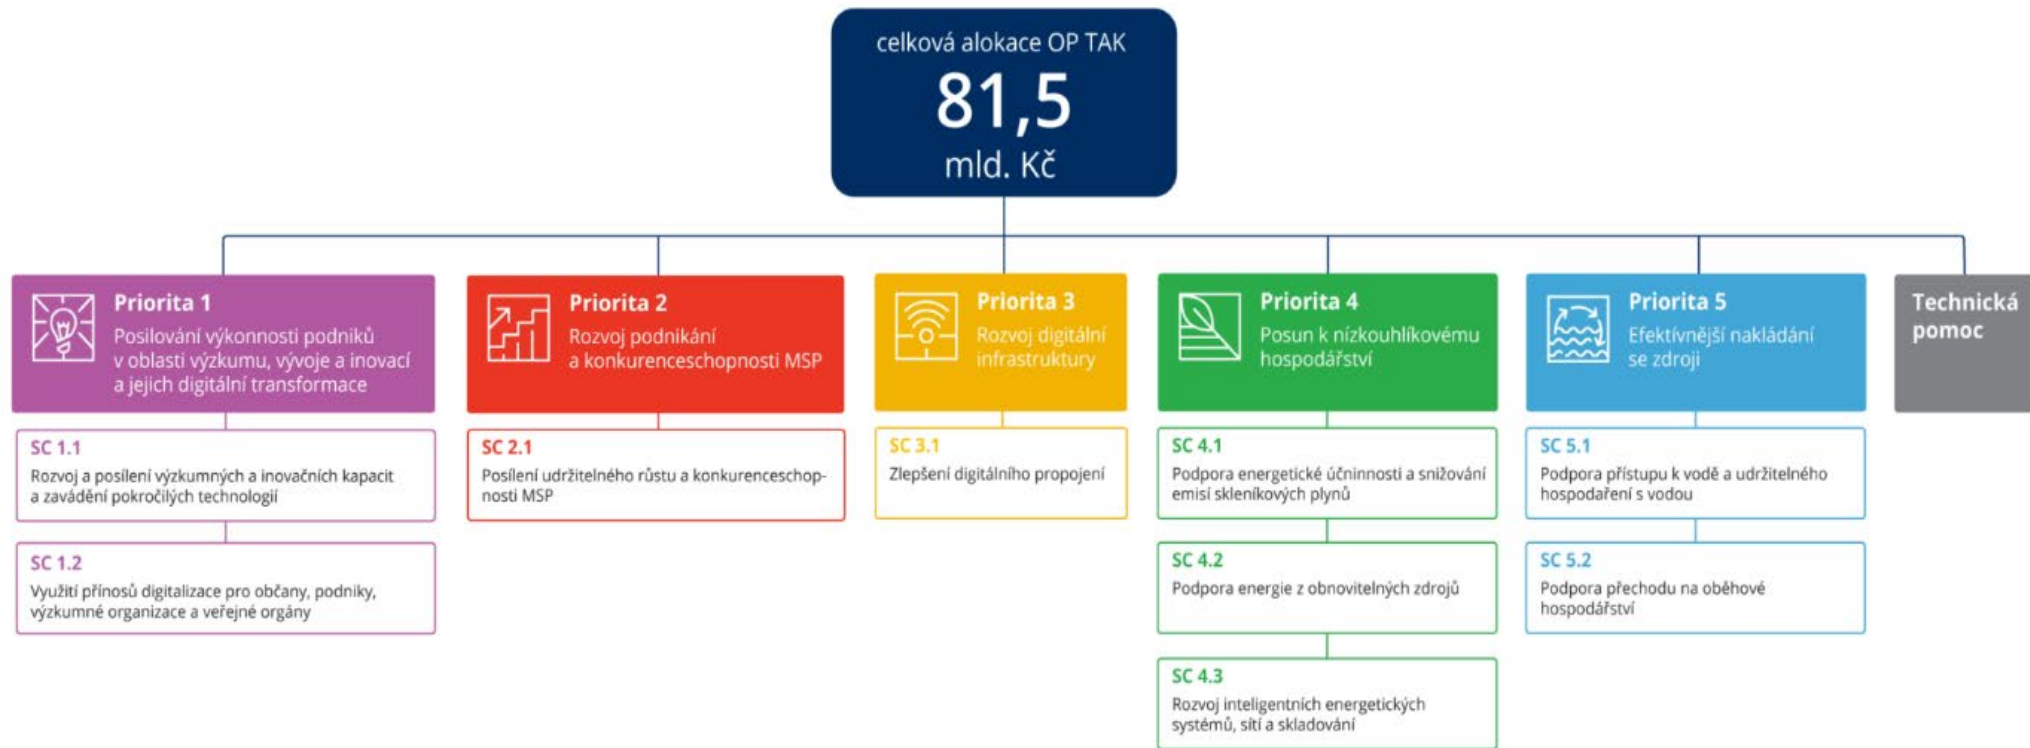 celková alokace OP TAK
81,5
mld. Kč
Priorita 1
Posilování výkonnosti podniků
v oblasti výzkumu, vývoje a inovací
a jejich digitální transformace
SC 1.1
Rozvoj a posílení výzkumných a inovačních kapacit
a zavádění pokročilých technologií
SC 1.2
Využití přínosů digitalizace pro občany, podniky,
výzkumné organizace a veřejné orgány
Priorita 2
Rozvoj podnikání
a konkurenceschopnosti MSP
SC 2.1
Posílení udržitelného růstu a konkurenceschop-
nosti MSP
Priorita 3
Rozvoj digitální
infrastruktury
SC 3.1
Zlepšení digitálního propojení
Priorita 4
Posun k nízkouhlíkovému
hospodářství
SC 4.1
Podpora energetické účinnosti a snižování
emisí skleníkových plynů
SC 4.2
Podpora energie z obnovitelných zdrojů
SC 4.3
Rozvoj inteligentních energetických
systémů, sítí a skladování
Priorita 5
Efektívnější nakládání
se zdroji
SC 5.1
Podpora přístupu k vodě a udržitelného
hospodaření s vodou
SC 5.2
Podpora přechodu na oběhové
hospodářství
Technická
pomoc